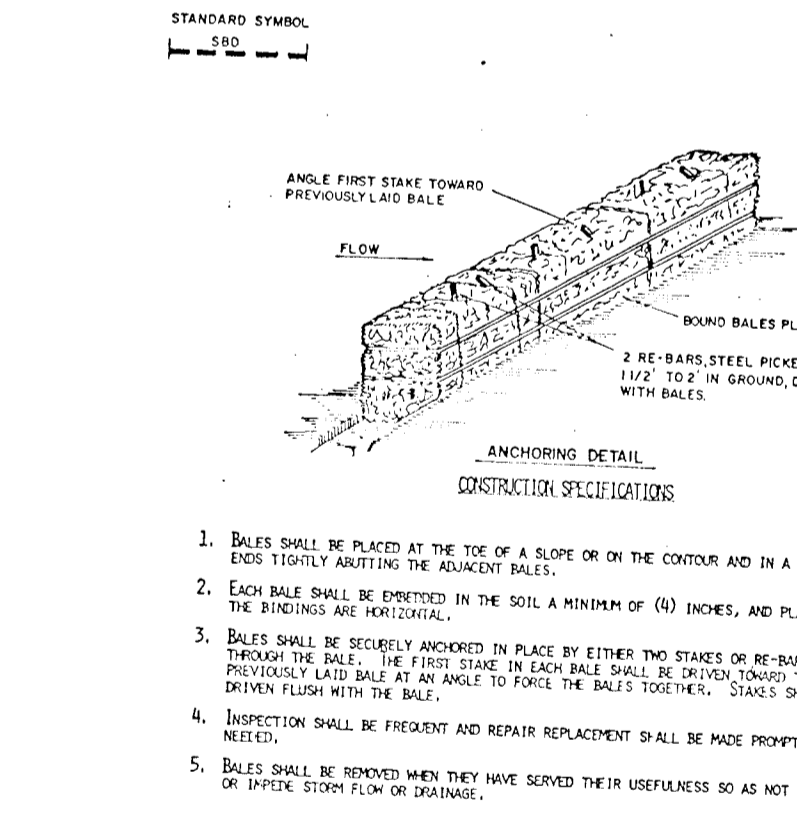 STANDARD SYMBOL
SBD
ANGLE FIRST STAKE TOWARD
PREVIOUSLY LAID BALE
FLOW
BOUND BALES PL
2 RE-BARS, STEEL PICKE
1 1/2' TO 2' IN GROUND,
WITH BALES.
ANCHORING DETAIL
CONSTRUCTION SPECIFICATIONS
1. BALES SHALL BE PLACED AT THE TOE OF A SLOPE OR ON THE CONTOUR AND IN A
ENDS TIGHTLY ABUTTING THE ADJACENT BALES.
2. EACH BALE SHALL BE EMBEDDED IN THE SOIL A MINIMUM OF (4) INCHES, AND PL
THE BINDINGS ARE HORIZONTAL.
3. BALES SHALL BE SECURELY ANCHORED IN PLACE BY EITHER TWO STAKES OR RE-BA
THROUGH THE BALE. THE FIRST STAKE IN EACH BALE SHALL BE DRIVEN TOWARD
PREVIOUSLY LAID BALE AT AN ANGLE TO FORCE THE BALES TOGETHER. STAKES SH
DRIVEN FLUSH WITH THE BALE.
4. INSPECTION SHALL BE FREQUENT AND REPAIR REPLACEMENT SHALL BE MADE PROMPT
NEEDED.
5. BALES SHALL BE REMOVED WHEN THEY HAVE SERVED THEIR USEFULNESS SO AS NOT
OR IMPEDE STORM FLOW OR DRAINAGE.